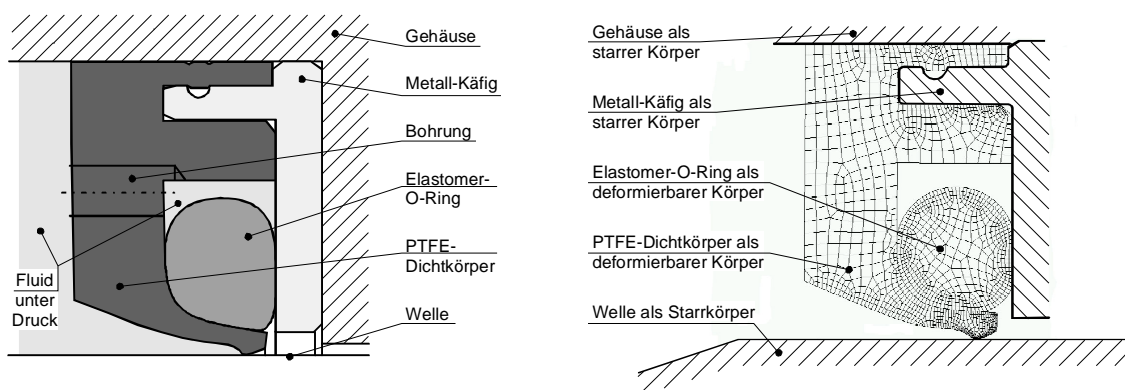 Gehäuse
Metall-Käfig
Bohrung
Elastomer-
O-Ring
PTFE-
Dichtkörper
Welle
Fluid
unter
Druck
Gehäuse als
starrer Körper
Metall-Käfig als
starrer Körper
Elastomer-O-Ring als
deformierbarer Körper
PTFE-Dichtkörper als
deformierbarer Körper
Welle als Starrkörper